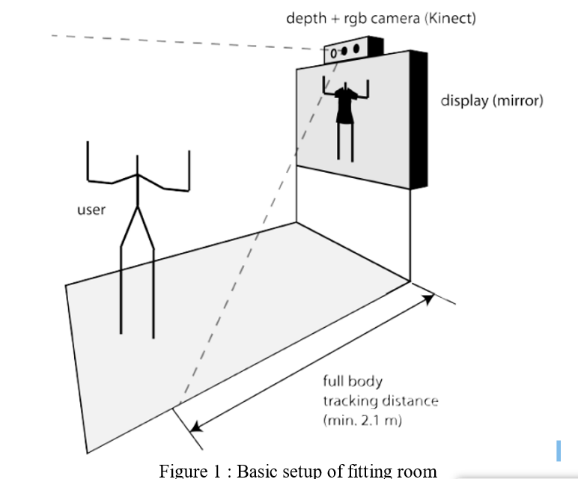 depth + rgb camera (Kinect)
display (mirror)
user
full body
tracking distance
(min. 2.1 m)
Figure 1 : Basic setup of fitting room